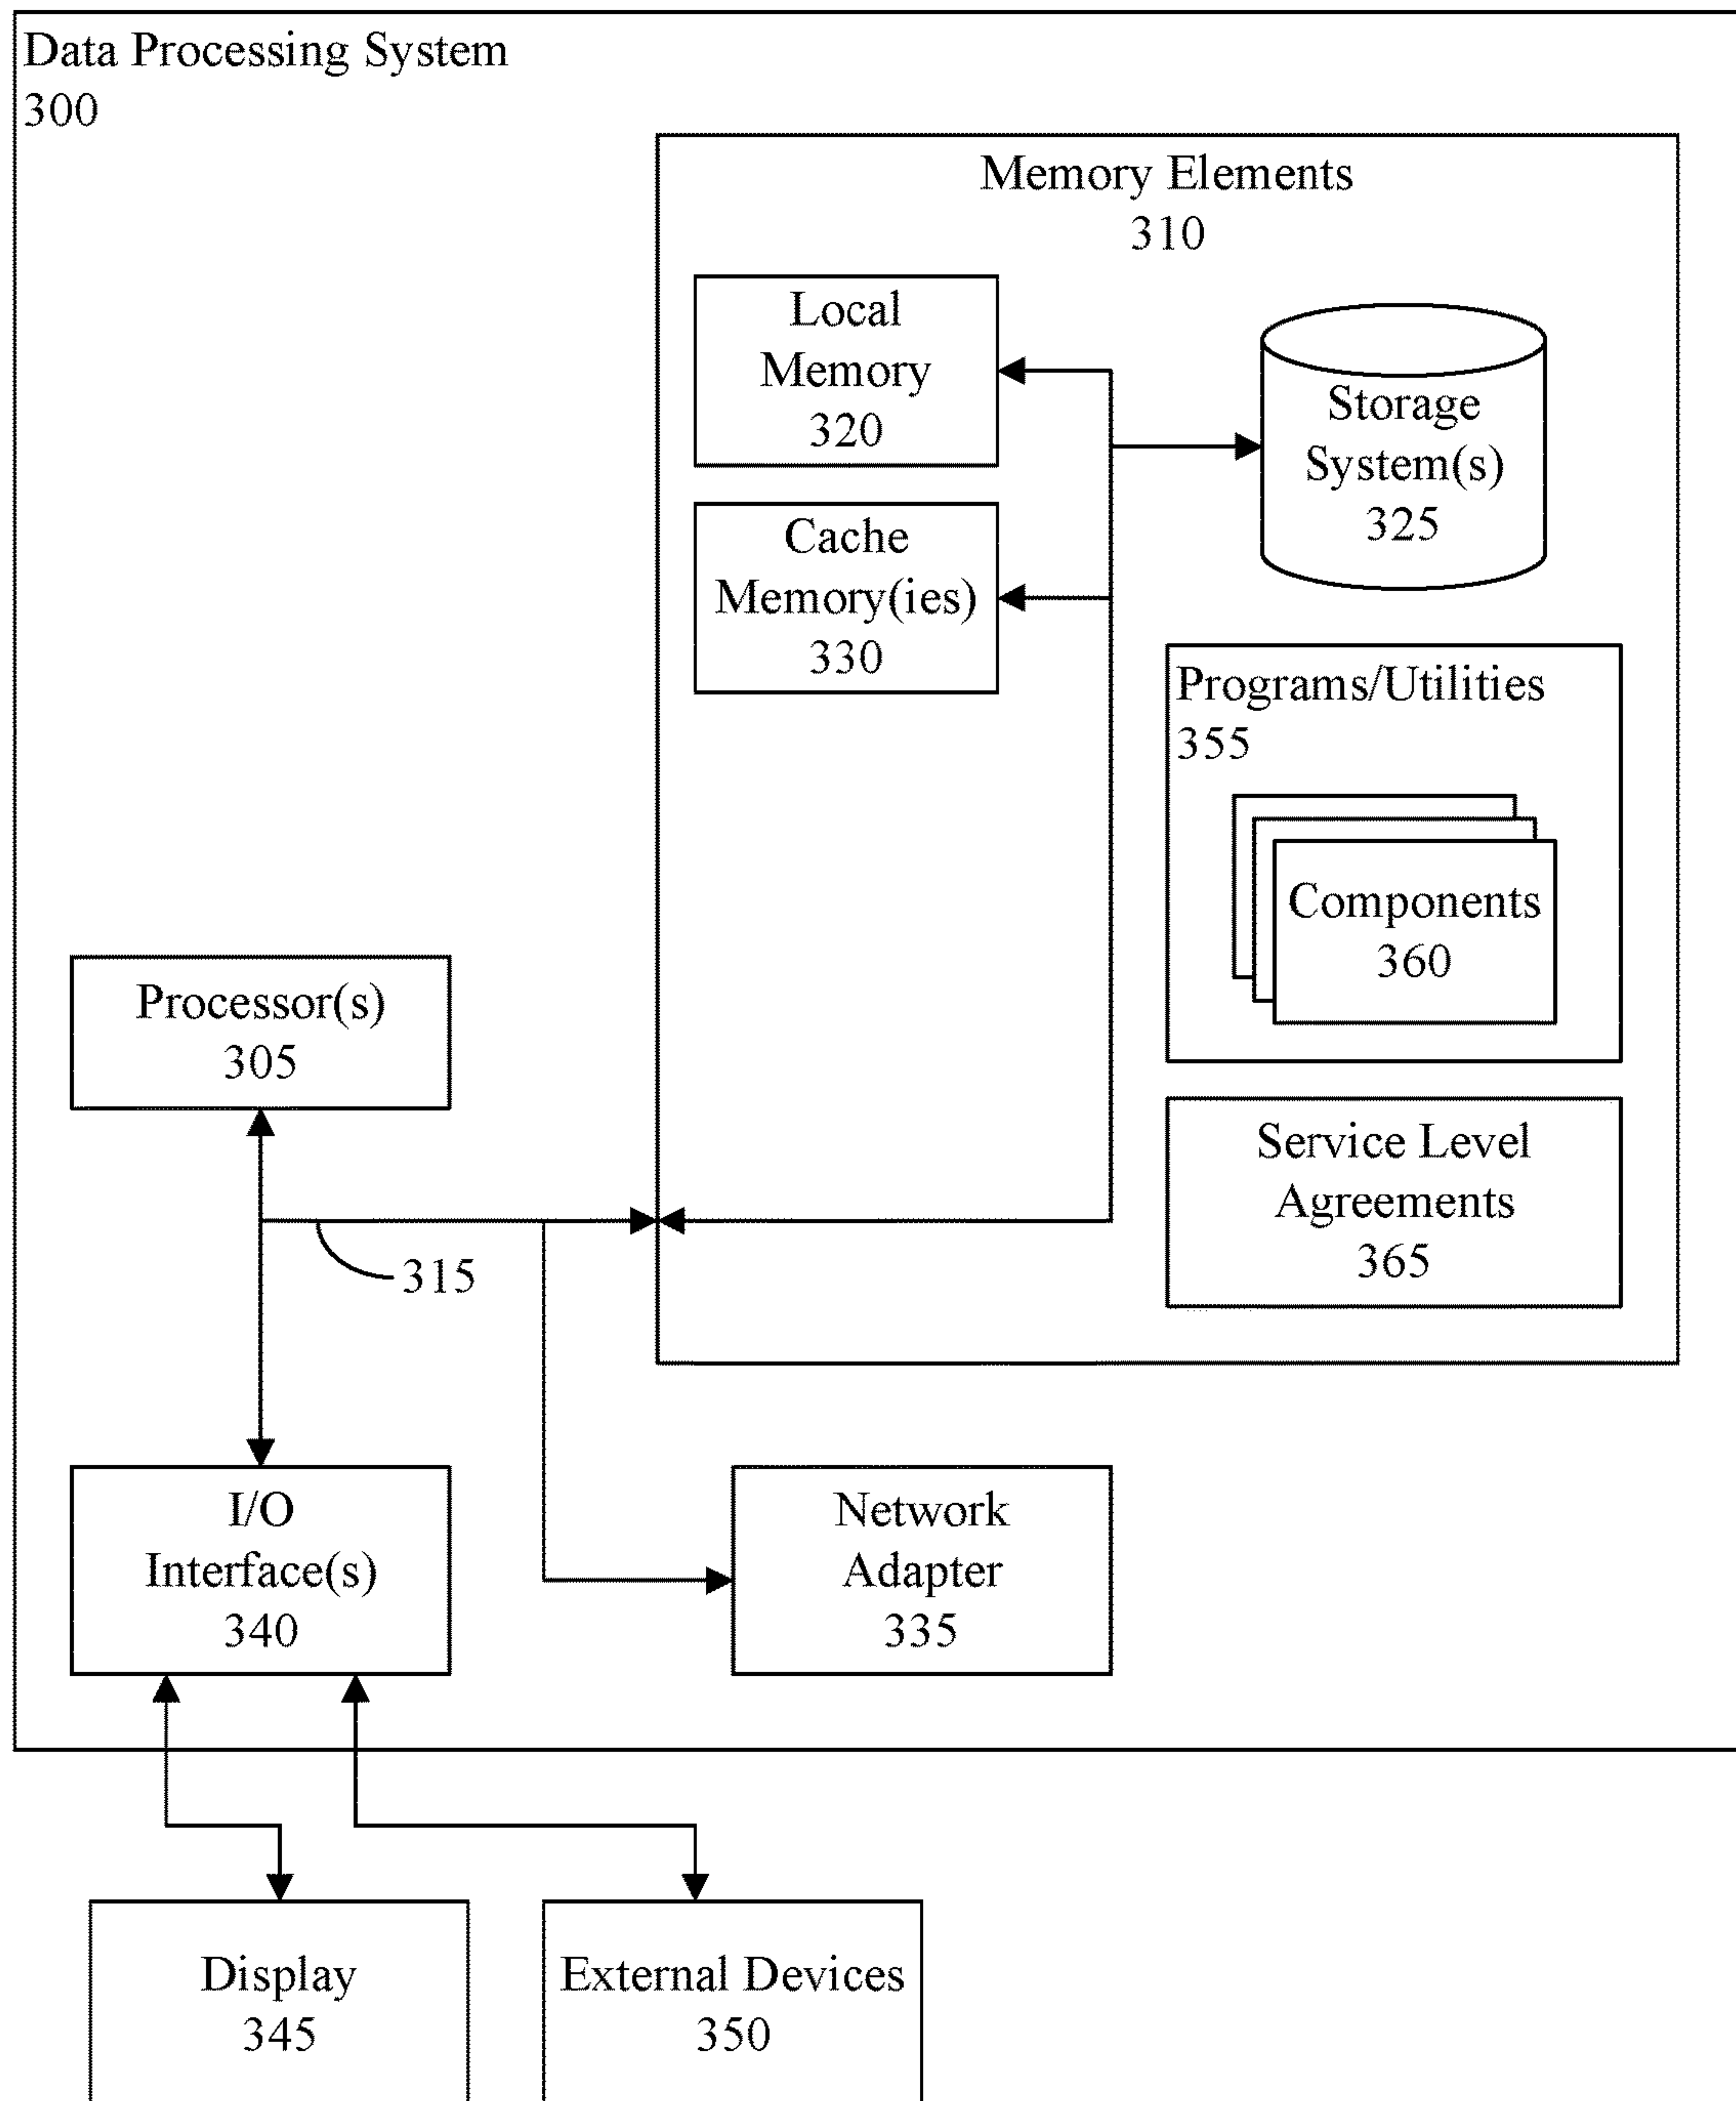 Data Processing System
300
Memory Elements
310
Local
Memory
320
Storage
System(s)
325
Cache
Memory(ies)
330
Programs/Utilities
355
Components
360
Processor(s)
305
Service Level
Agreements
365
315
I/O
Interface(s)
340
Network
Adapter
335
Display
345
External Devices
350